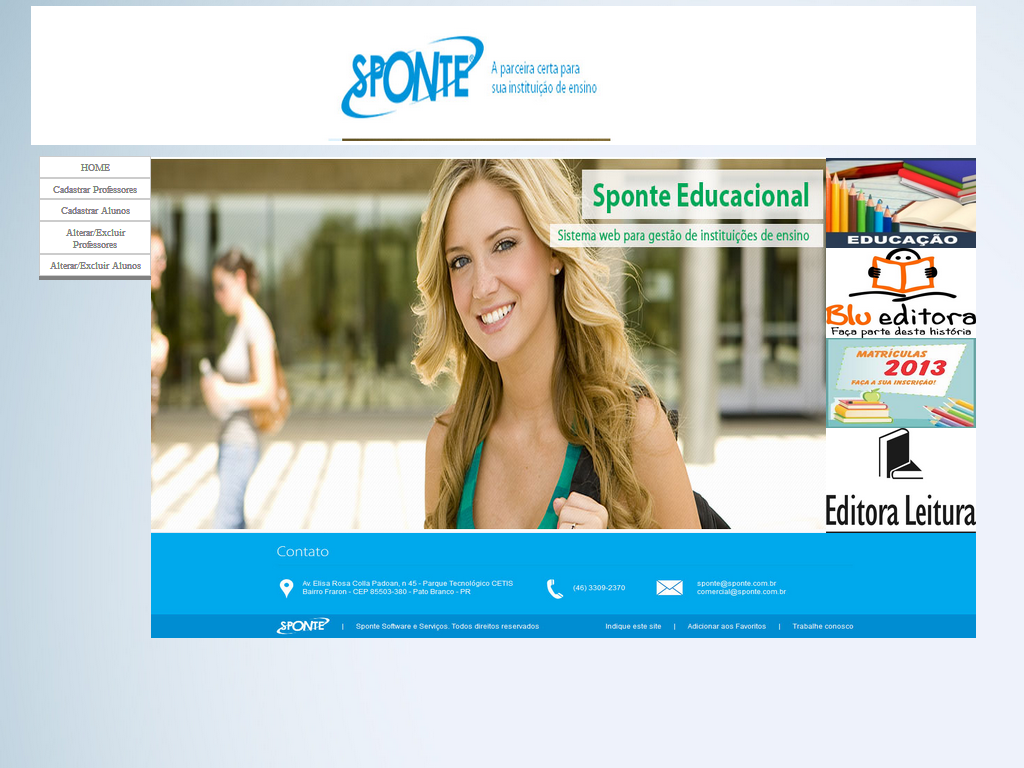 SPONTE®
A parceira certa para
sua instituição de ensino
HOME
Cadastrar Professores
Cadastrar Alunos
Alterar/Excluir
Professores
Alterar/Excluir Alunos
Sponte Educacional
Sistema web para gestão de instituições de ensino
EDUCAÇÃO
Blu editora
Faça parte desta história
MATRÍCULAS
2013
FAÇA A SUA INSCRIÇÃO!
Editora Leitura
Contato
Av. Elisa Rosa Colla Padoan, n 45 - Parque Tecnológico CETIS
Bairro Fraron - CEP 85503-380 - Pato Branco - PR
(46) 3309-2370
sponte@sponte.com.br
comercial@sponte.com.br
SPONTE | Sponte Software e Serviços. Todos direitos reservados
Indique este site | Adicionar aos Favoritos | Trabalhe conosco